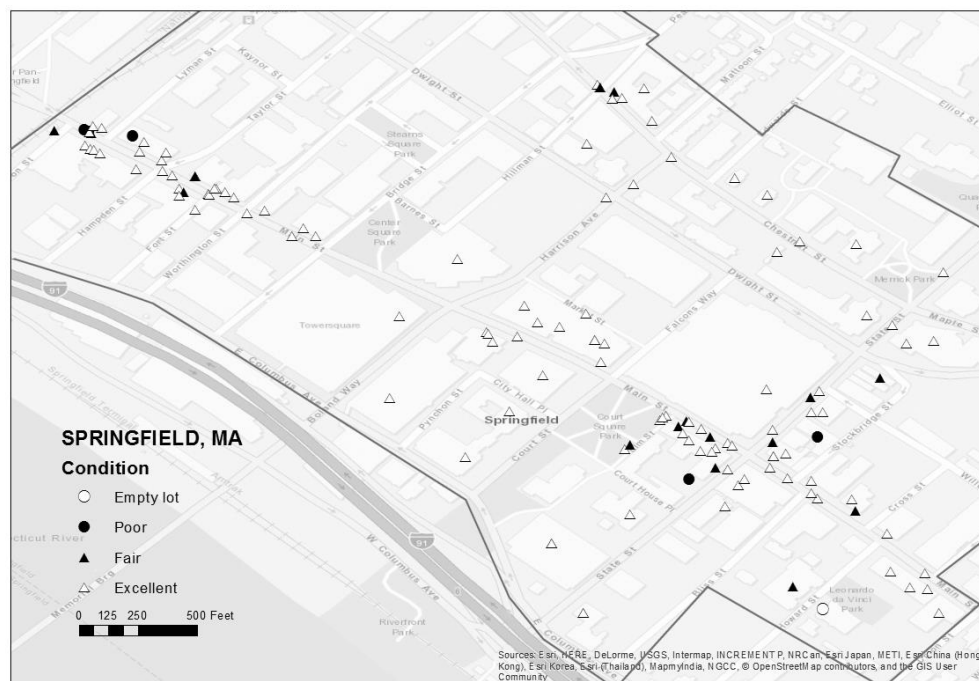 Lyman St
Kaynor St
Taylor St
Dwight St
Mattoon St
Elliot St
Stearns
Square
Park
Bridge St
Hillman St
Barnes St
Center
Square
Park
Hampden St
Fort St
Worthington St
Main St
Harrison Ave
Chestnut St
Dwight St
Merrick Park
Falcons Way
State St
Maple St
91
Towersquare
Market St
E Columbus Ave
Boland Way
Pynchon St
City Hall Pl
Main St
Springfield
Court
Square
Park
Court St
Stockbridge St
Court House Pl
Cross St
State St
W Columbus Ave
91
Riverfront
Park
Memorial Brg
Howard St
Leonardo
da Vinci
Park
Main St
SPRINGFIELD, MA
Condition
Empty lot
Poor
Fair
Excellent
0 125 250 500 Feet
Sources: Esri, HERE, DeLorme, USGS, Intermap, INCREMENT P, NRCan, Esri Japan, METI, Esri China (Hong
Kong), Esri Korea, Esri (Thailand), MapmyIndia, NGCC, © OpenStreetMap contributors, and the GIS User
Community